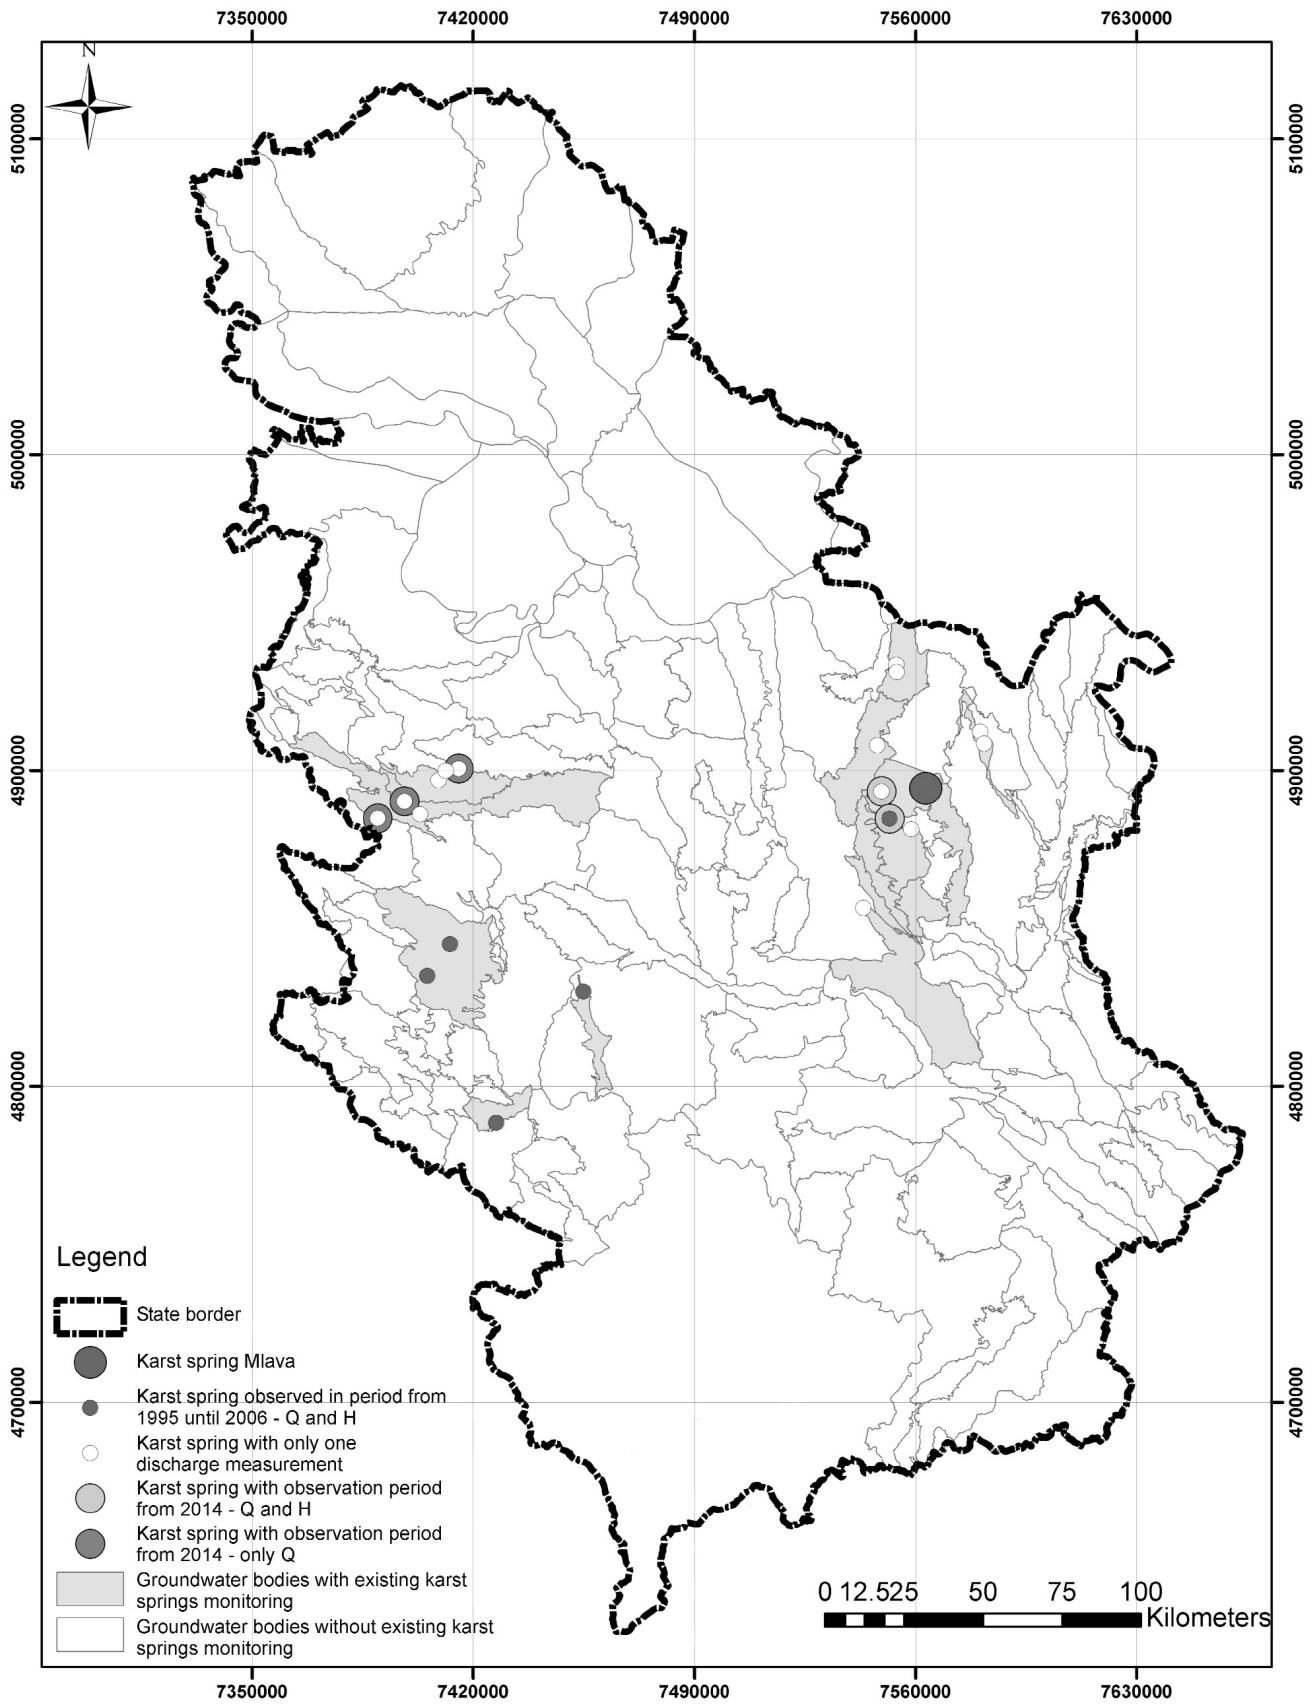 7350000 7420000 7490000 7560000 7630000
N
5100000 5100000
5000000 5000000
4900000 4900000
4800000 4800000
4700000 4700000
Legend
State border
Karst spring Mlava
Karst spring observed in period from
1995 until 2006 - Q and H
Karst spring with only one
discharge measurement
Karst spring with observation period
from 2014 - Q and H
Karst spring with observation period
from 2014 - only Q
Groundwater bodies with existing karst
springs monitoring
Groundwater bodies without existing karst
springs monitoring
0 12.525 50 75 100
Kilometers
7350000 7420000 7490000 7560000 7630000